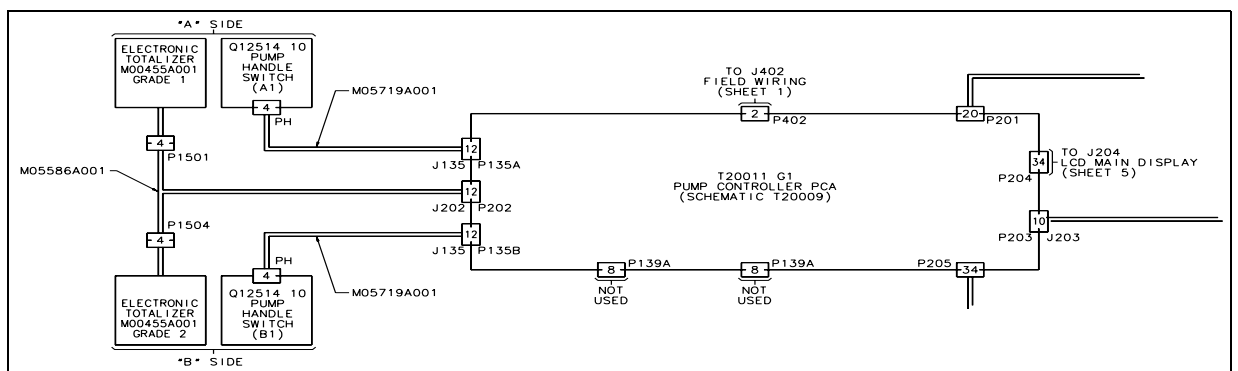 "A" SIDE
ELECTRONIC
TOTALIZER
M00455A001
GRADE 1
Q12514 10
PUMP
HANDLE
SWITCH
(A1)
4
PH
M05719A001
4
P1501
M05586A001
P1504
4
ELECTRONIC
TOTALIZER
M00455A001
GRADE 2
PH
4
Q12514 10
PUMP
HANDLE
SWITCH
(B1)
M05719A001
"B" SIDE
12
J135 P135A
12
J202 P202
12
J135 P135B
TO J402
FIELD WIRING
(SHEET 1)
2
P402
20
P201
T20011 G1
PUMP CONTROLLER PCA
(SCHEMATIC T20009)
34
P204
TO J204
LCD MAIN DISPLAY
(SHEET 5)
10
P203 J203
8
P139A
NOT
USED
8
P139A
NOT
USED
P205
34